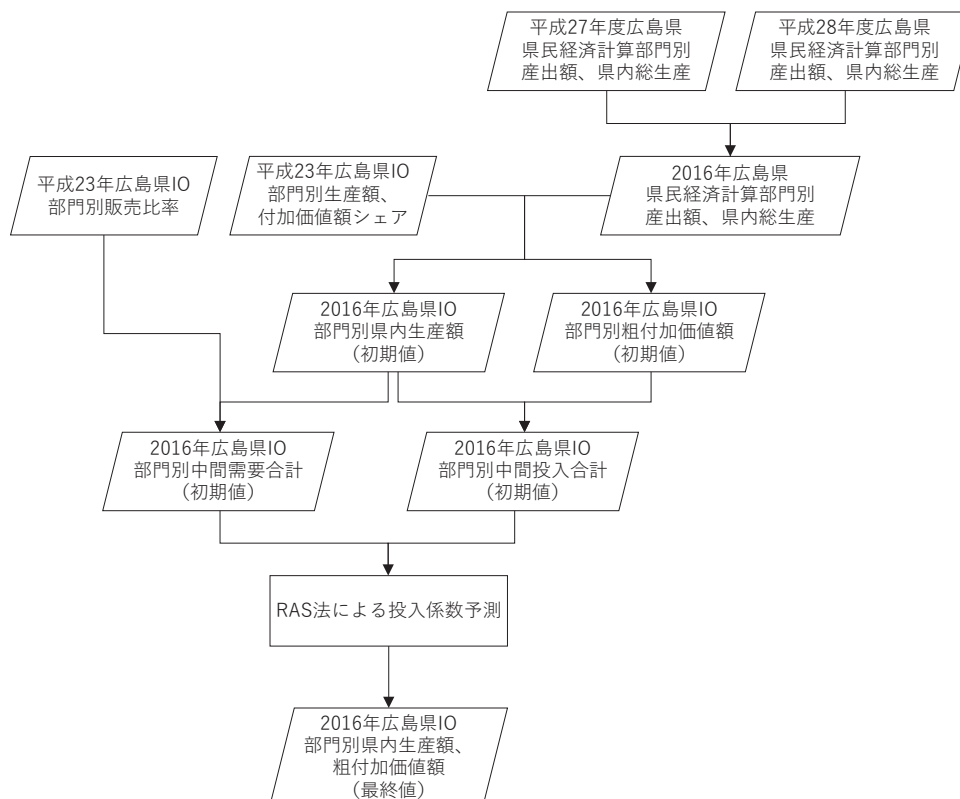 平成27年度広島県
県民経済計算部門別
産出額、県内総生産
平成28年度広島県
県民経済計算部門別
産出額、県内総生産
平成23年広島県IO
部門別販売比率
平成23年広島県IO
部門別生産額、
付加価値額シェア
2016年広島県
県民経済計算部門別
産出額、県内総生産
2016年広島県IO
部門別県内生産額
(初期値)
2016年広島県IO
部門別粗付加価値額
(初期値)
2016年広島県IO
部門別中間需要合計
(初期値)
2016年広島県IO
部門別中間投入合計
(初期値)
RAS法による投入係数予測
2016年広島県IO
部門別県内生産額、
粗付加価値額
(最終値)